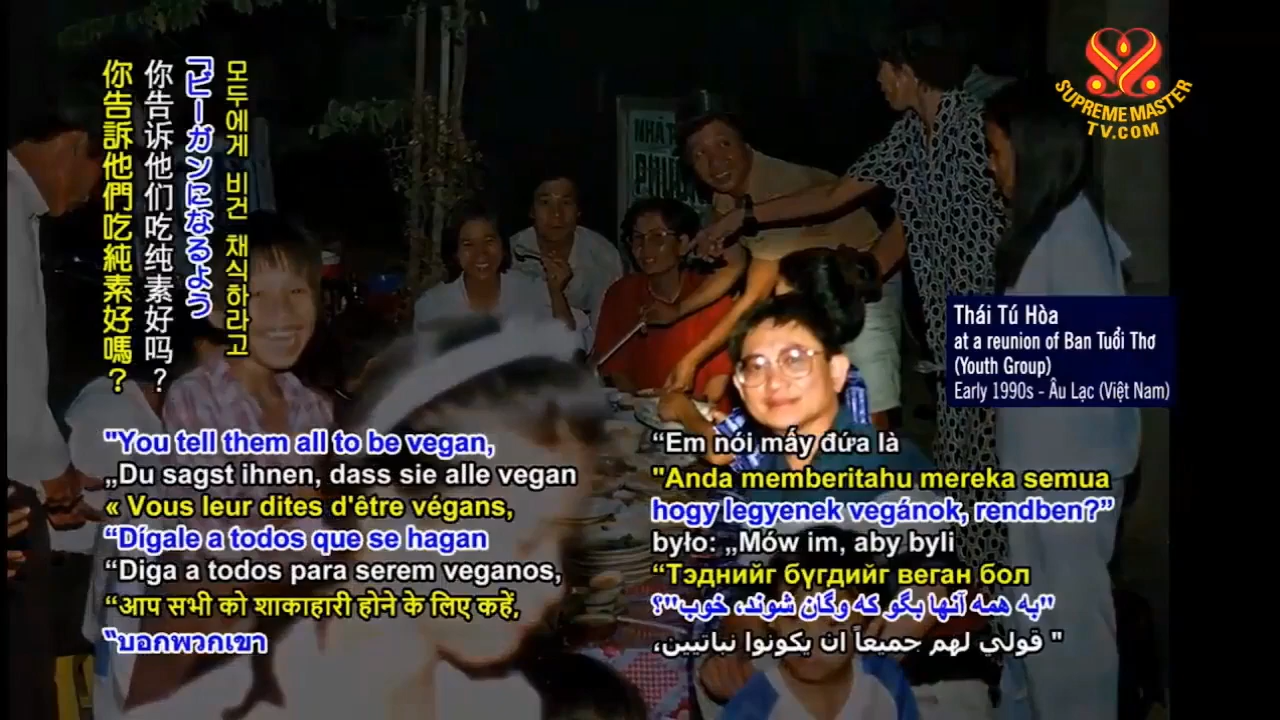 SUPREME MASTER
TV.COM
모두에게 비건 채식하라고
「ビーガンになるよう
你告诉他们吃纯素好吗？
你告訴他們吃純素好嗎？
NHÀ
PHƯƠ
Thái Tú Hòa
at a reunion of Ban Tuổi Thơ
(Youth Group)
Early 1990s - Âu Lạc (Việt Nam)
"You tell them all to be vegan,
„Du sagst ihnen, dass sie alle vegan
« Vous leur dites d'être végans,
“Dígale a todos que se hagan
“Diga a todos para serem veganos,
“आप सभी को शाकाहारी होने के लिए कहें,
“บอกพวกเขา
“Em nói mấy đứa là
"Anda memberitahu mereka semua
hogy legyenek vegánok, rendben?”
było: „Mów im, aby byli
“Тэднийг бүгдийг веган бол
"به همه آنها بگو که وگان شوند، خوب"؟
" قولي لهم جميعاً ان يكونوا نباتيين،